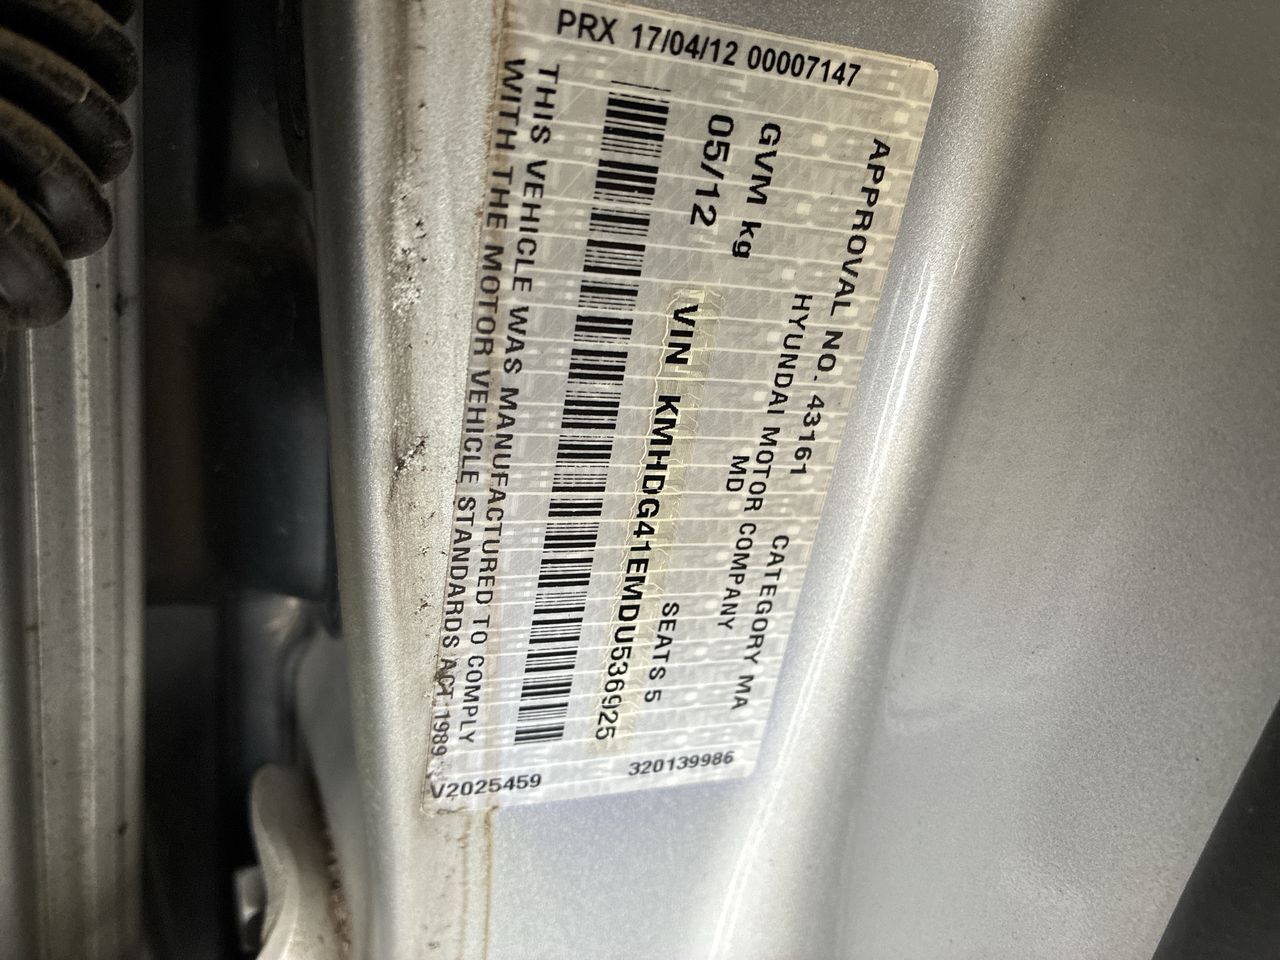 PRX 17/04/12 00007147
APPROVAL NO. 43161 CATEGORY MA
HYUNDAI MOTOR COMPANY
GVM kg MD
05/12 SEATS 5
VIN KMHDG41EMDU536925
THIS VEHICLE WAS MANUFACTURED TO COMPLY
WITH THE MOTOR VEHICLE STANDARDS ACT 1989
320139986
V2025459